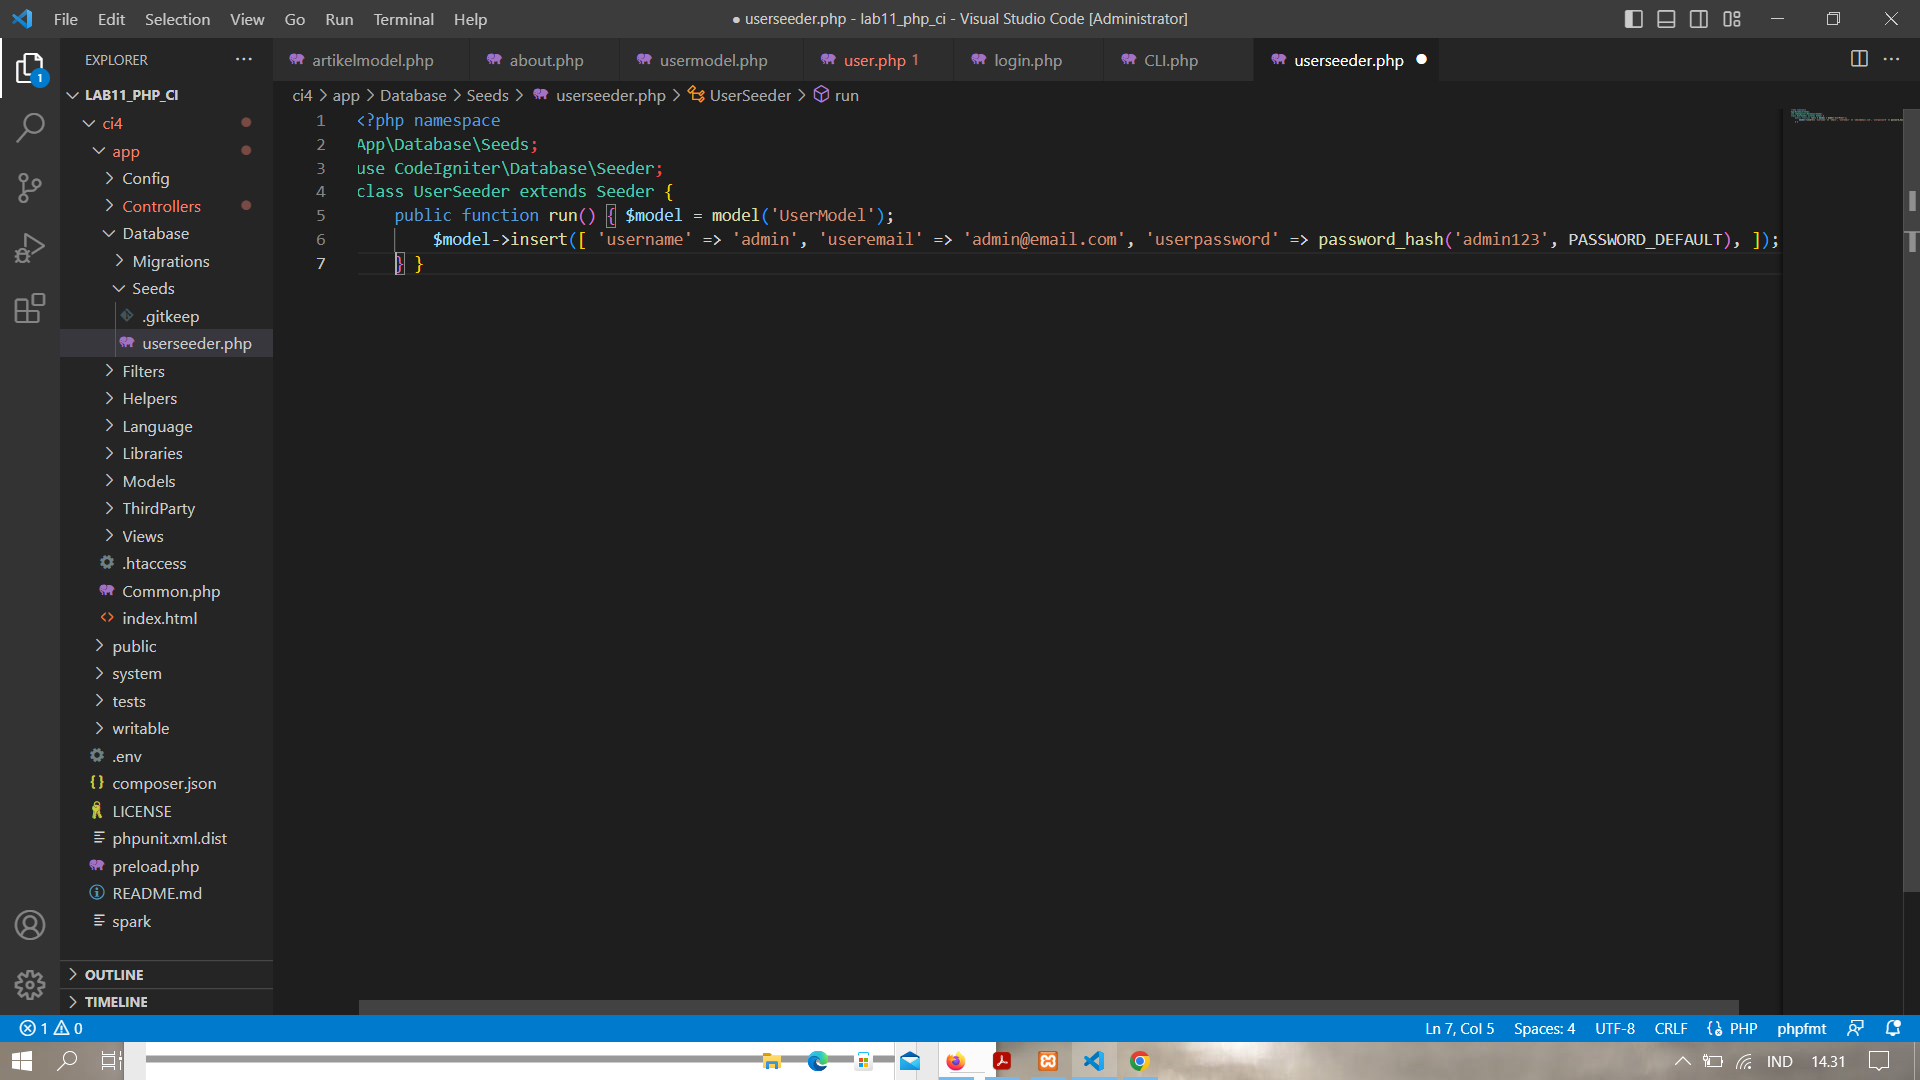 File Edit Selection View Go Run Terminal Help
● userseeder.php - lab11_php_ci - Visual Studio Code [Administrator]
EXPLORER
artikelmodel.php
about.php
usermodel.php
user.php 1
login.php
CLI.php
userseeder.php
ci4 > app > Database > Seeds > userseeder.php > UserSeeder > run
1
LAB11_PHP_CI
ci4
app
Config
Controllers
Database
Migrations
Seeds
.gitkeep
userseeder.php
Filters
Helpers
Language
Libraries
Models
ThirdParty
Views
.htaccess
Common.php
index.html
public
system
tests
writable
.env
composer.json
LICENSE
phpunit.xml.dist
preload.php
README.md
spark
OUTLINE
TIMELINE
1 <?php namespace
2 App\Database\Seeds;
3 use CodeIgniter\Database\Seeder;
4 class UserSeeder extends Seeder {
5 public function run() { $model = model('UserModel');
6 $model->insert([ 'username' => 'admin', 'useremail' => 'admin@email.com', 'userpassword' => password_hash('admin123', PASSWORD_DEFAULT), ]);
7 } }
1 0
Ln 7, Col 5 Spaces: 4 UTF-8 CRLF PHP phpfmt
IND 14.31